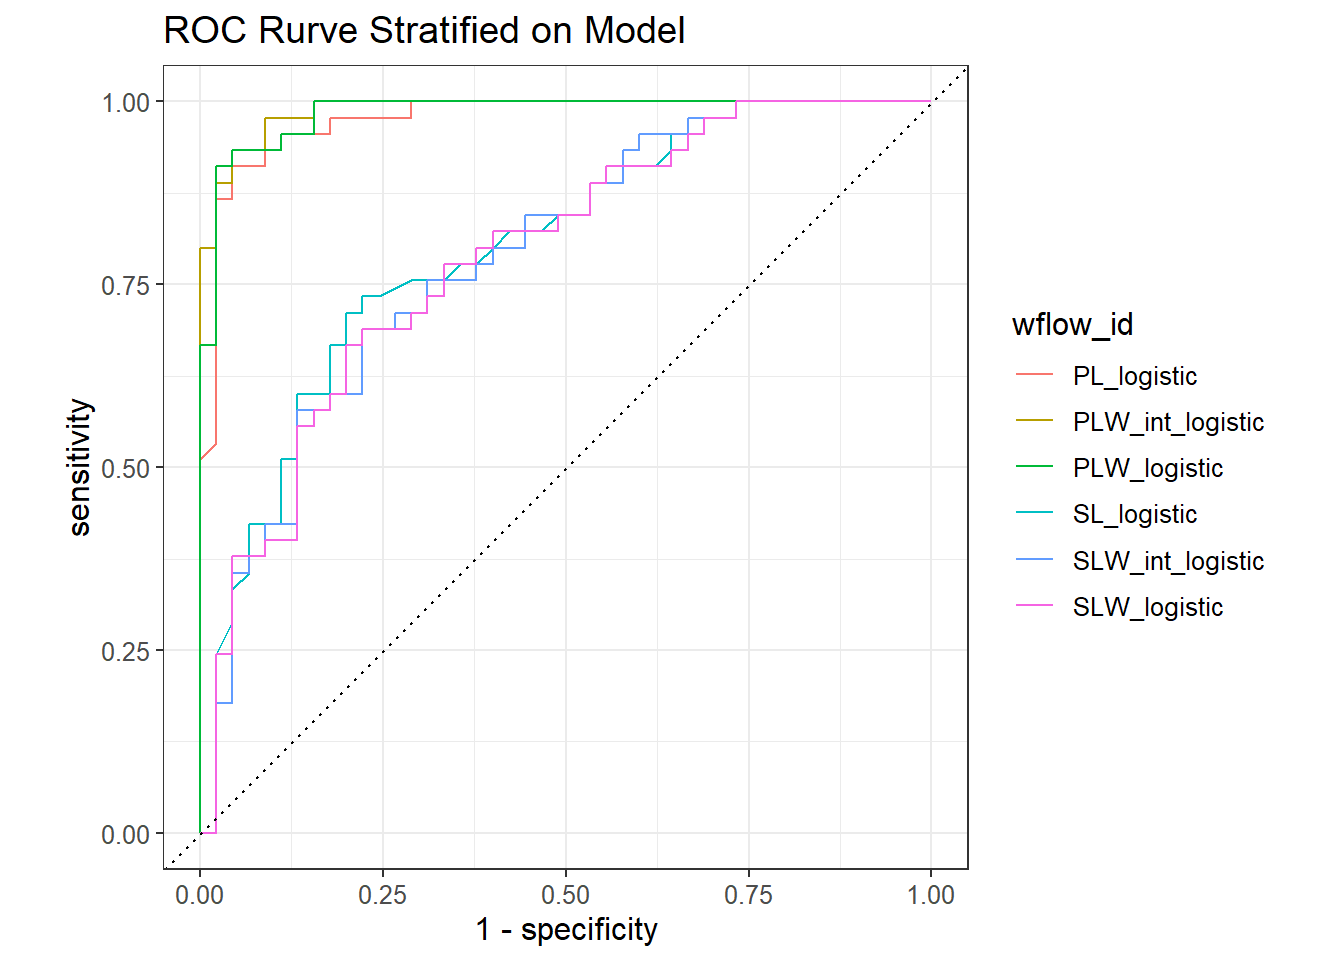 ROC Rurve Stratified on Model
1.00
0.75
0.50
0.25
0.00
sensitivity
0.00 0.25 0.50 0.75 1.00
1 - specificity
wflow_id
PL_logistic
PLW_int_logistic
PLW_logistic
SL_logistic
SLW_int_logistic
SLW_logistic